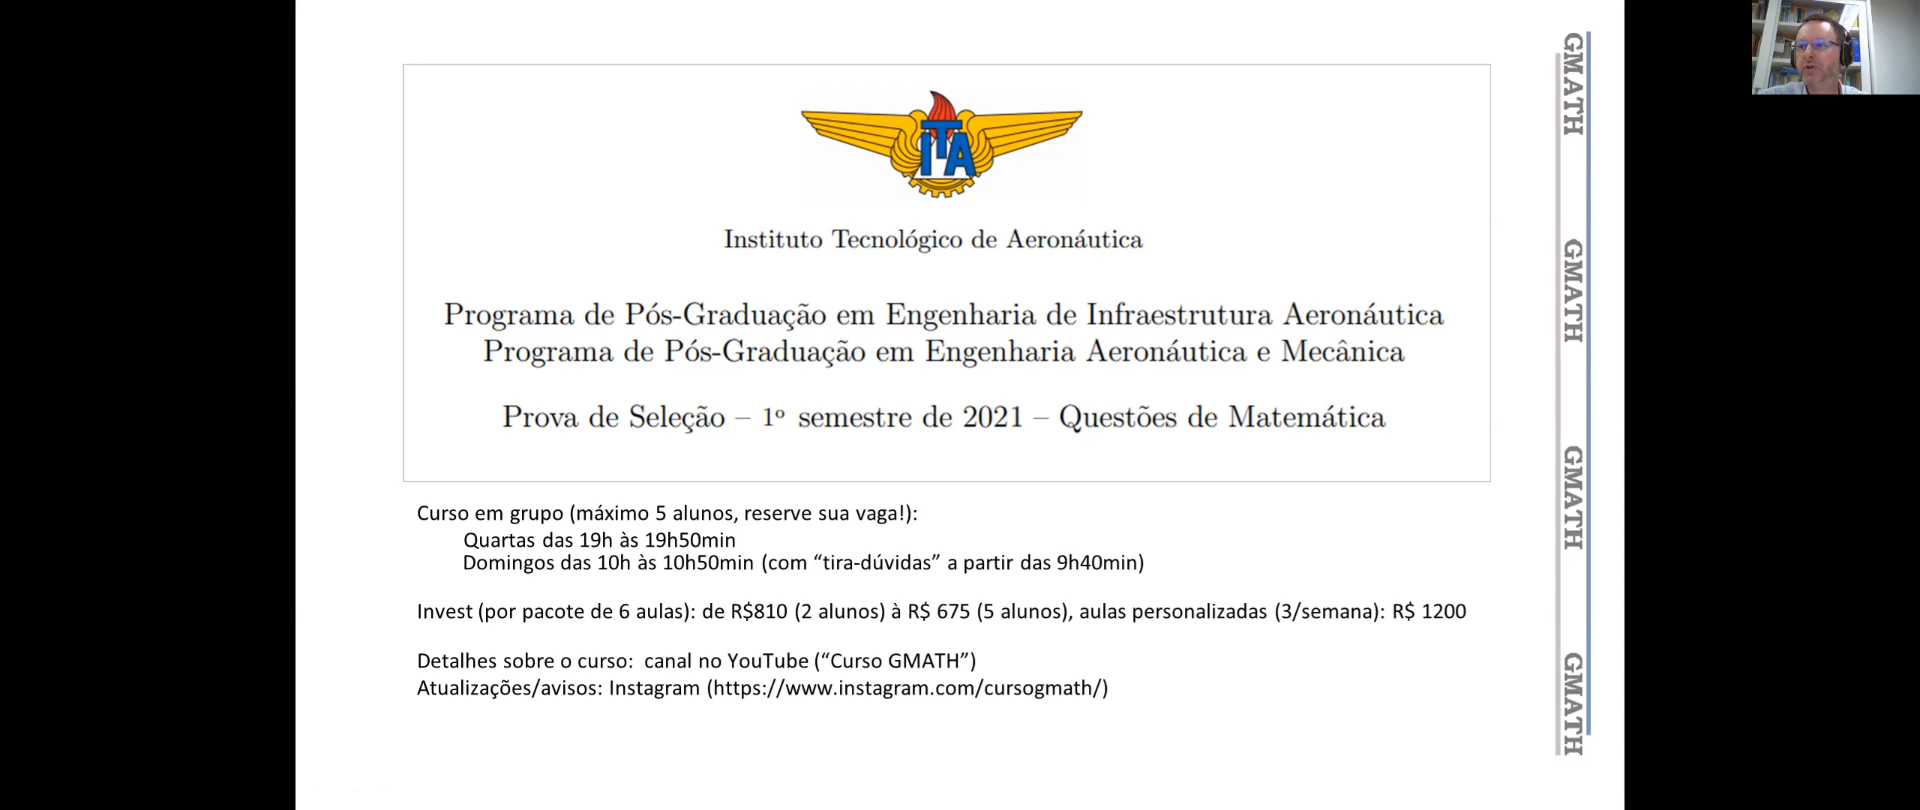 ITA
Instituto Tecnológico de Aeronáutica
Programa de Pós-Graduação em Engenharia de Infraestrutura Aeronáutica
Programa de Pós-Graduação em Engenharia Aeronáutica e Mecânica
Prova de Seleção – 1º semestre de 2021 – Questões de Matemática
Curso em grupo (máximo 5 alunos, reserve sua vaga!):
Quartas das 19h às 19h50min
Domingos das 10h às 10h50min (com “tira-dúvidas” a partir das 9h40min)
Invest (por pacote de 6 aulas): de R$810 (2 alunos) à R$ 675 (5 alunos), aulas personalizadas (3/semana): R$ 1200
Detalhes sobre o curso: canal no YouTube (“Curso GMATH”)
Atualizações/avisos: Instagram (https://www.instagram.com/cursogmath/)
GMATH
GMATH
GMATH
GMATH